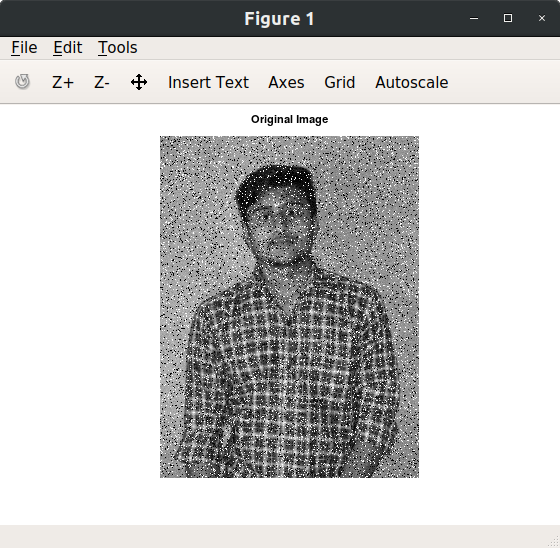 Figure 1
File Edit Tools
Z+ Z- Insert Text Axes Grid Autoscale
Original Image